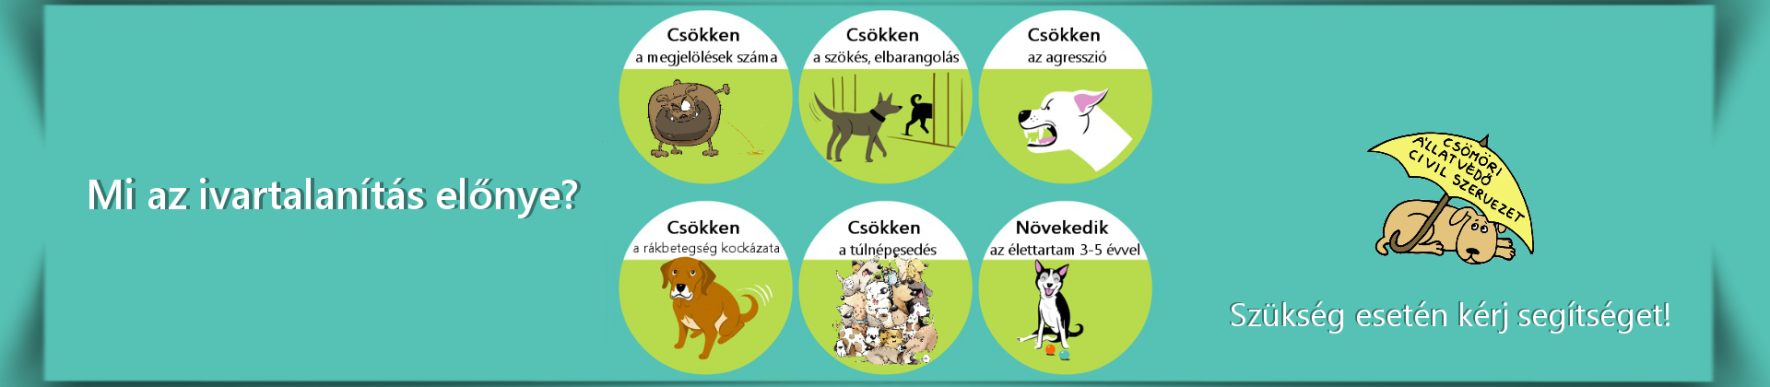 Mi az ivartalanítás előnye?
Csökken
a megjelölések száma
Csökken
a szökés, elbarangolás
Csökken
az agresszió
Csökken
a rákbetegség kockázata
Csökken
a túlnépesedés
Növekedik
az élettartam 3-5 évvel
CSÖMÖRI
ÁLLATVÉDŐ
CIVIL SZERVEZET
Szükség esetén kérj segítséget!